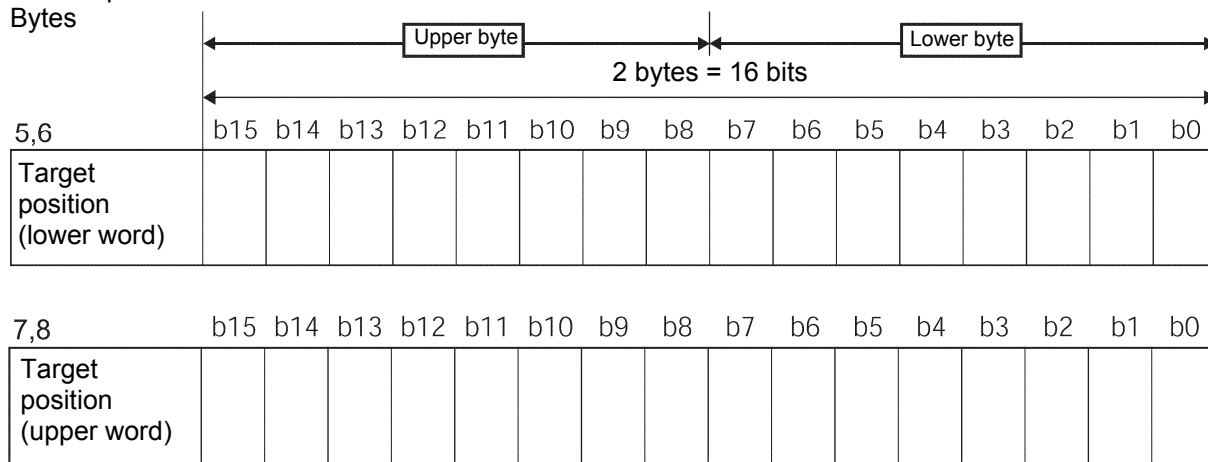 Bytes
Upper byte
Lower byte
2 bytes = 16 bits
5,6 b15 b14 b13 b12 b11 b10 b9 b8 b7 b6 b5 b4 b3 b2 b1 b0
Target
position
(lower word)
7,8 b15 b14 b13 b12 b11 b10 b9 b8 b7 b6 b5 b4 b3 b2 b1 b0
Target
position
(upper word)